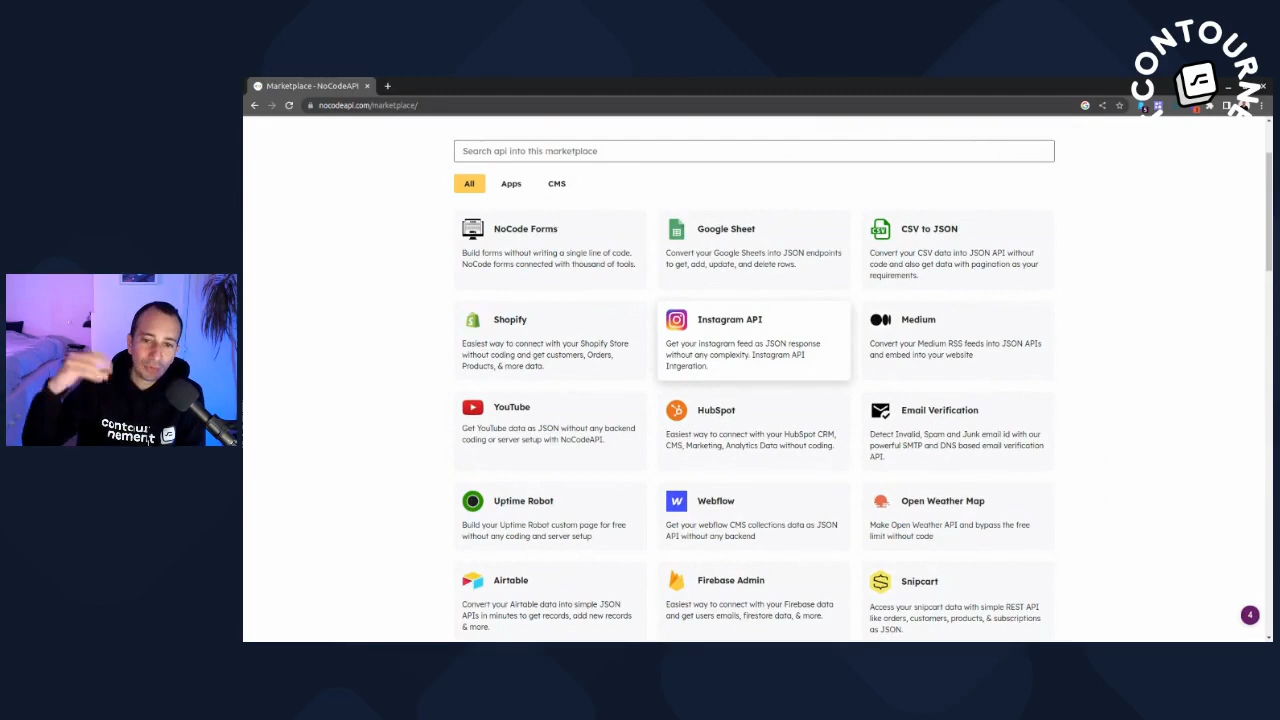 CONTOURNE
Marketplace - NoCodeAPI
nocodeapi.com/marketplace/
Search api into this marketplace
All
Apps
CMS
NoCode Forms
Build forms without writing a single line of code.
NoCode forms connected with thousand of tools.
Google Sheet
Convert your Google Sheets into JSON endpoints
to get, add, update, and delete rows.
CSV
CSV to JSON
Convert your CSV data into JSON API without
code and also get data with pagination as your
requirements.
Shopify
Easiest way to connect with your Shopify Store
without coding and get customers, Orders,
Products, & more data.
Instagram API
Get your instagram feed as JSON response
without any complexity. Instagram API
Intgeration.
Medium
Convert your Medium RSS feeds into JSON APIs
and embed into your website
YouTube
Get YouTube data as JSON without any backend
coding or server setup with NoCodeAPI.
HubSpot
Easiest way to connect with your HubSpot CRM,
CMS, Marketing, Analytics Data without coding.
Email Verification
Detect Invalid, Spam and Junk email id with our
powerful SMTP and DNS based email verification
API.
Uptime Robot
Build your Uptime Robot custom page for free
without any coding and server setup
W
Webflow
Get your webflow CMS collections data as JSON
API without any backend
Open Weather Map
Make Open Weather API and bypass the free
limit without code
Airtable
Convert your Airtable data into simple JSON
APIs in minutes to get records, add new records
& more.
Firebase Admin
Easiest way to connect with your Firebase data
and get users emails, firestore data, & more.
Snipcart
Access your snipcart data with simple REST API
like orders, customers, products, & subscriptions
as JSON.
4
contour
nement